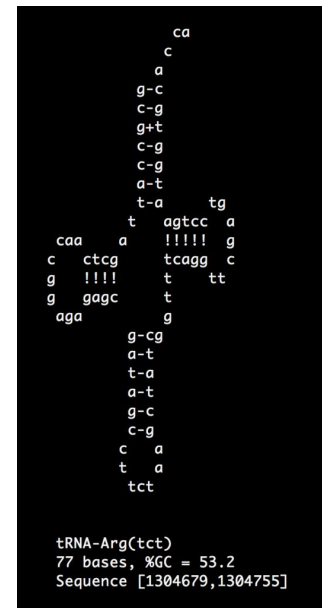 ca
c
a
g-c
c-g
g+t
c-g
c-g
a-t
t-a tg
t agtcc a
caa a !!!!! g
c ctcg tcagg c
g !!!! t tt
g gagc t
aga g
g-cg
a-t
t-a
a-t
g-c
c-g
c a
t a
tct
tRNA-Arg(tct)
77 bases, %GC = 53.2
Sequence [1304679,1304755]